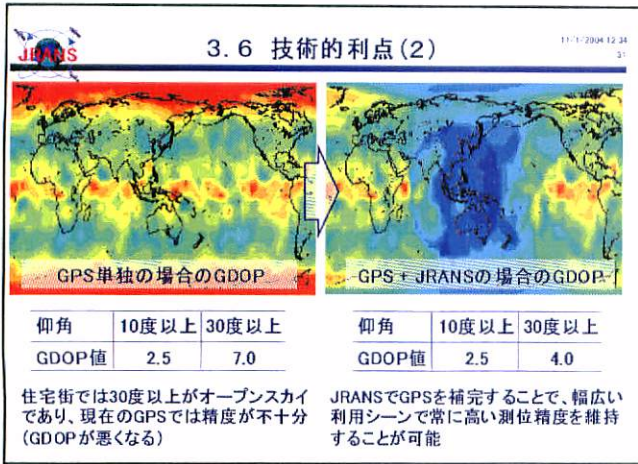 JRANS
3.6 技術的利点(2)
GPS単独の場合のGDOP
GPS + JRANSの場合のGDOP
仰角 10度以上 30度以上
GDOP値 2.5 7.0
仰角 10度以上 30度以上
GDOP値 2.5 4.0
住宅街では30度以上がオープンスカイ
であり、現在のGPSでは精度が不十分
(GDOPが悪くなる)
JRANSでGPSを補完することで、幅広い
利用シーンで常に高い測位精度を維持
することが可能